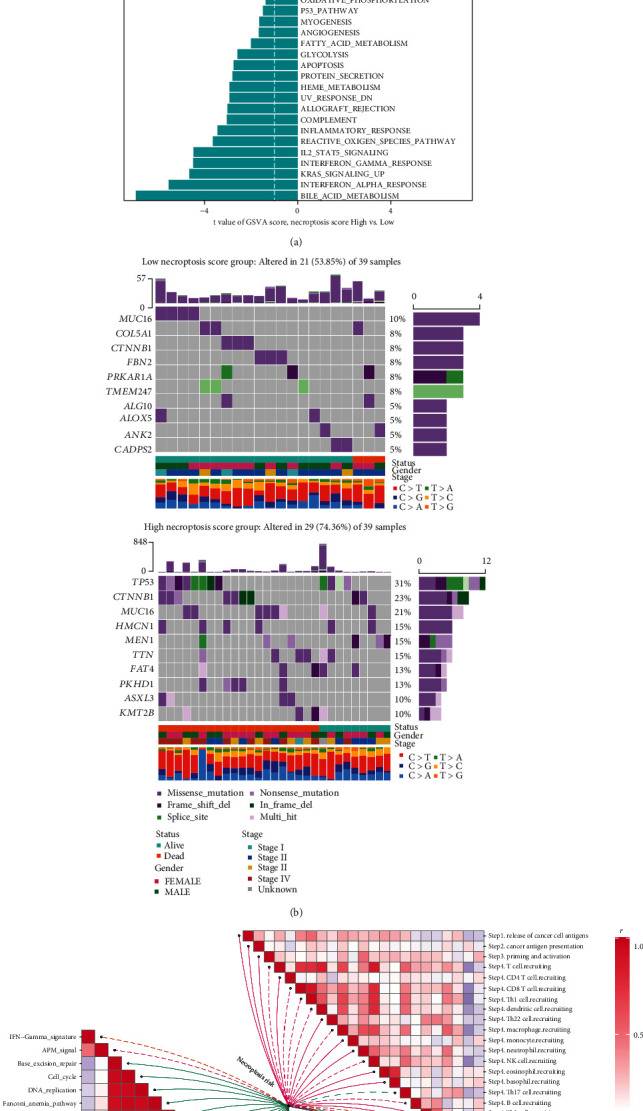 OXIDATIVE_PHOSPHORYLATION
P53_PATHWAY
MYOGENESIS
ANGIOGENESIS
FATTY_ACID_METABOLISM
GLYCOLYSIS
APOPTOSIS
PROTEIN_SECRETION
HEME_METABOLISM
UV_RESPONSE_DN
ALLOGRAFT_REJECTION
COMPLEMENT
INFLAMMATORY_RESPONSE
REACTIVE_OXIGEN_SPECIES_PATHWAY
IL2_STAT5_SIGNALING
INTERFERON_GAMMA_RESPONSE
KRAS_SIGNALING_UP
INTERFERON_ALPHA_RESPONSE
BILE_ACID_METABOLISM
−4 0 4
t value of GSVA score, necroptosis score High vs. Low
(a)
Low necroptosis score group: Altered in 21 (53.85%) of 39 samples
57
0
0 4
MUC16 10%
COL5A1 8%
CTNNB1 8%
FBN2 8%
PRKAR1A 8%
TMEM247 8%
ALG10 5%
ALOX5 5%
ANK2 5%
CADPS2 5%
Status
Gender
Stage
C > T T > A
C > G T > C
C > A T > G
High necroptosis score group: Altered in 29 (74.36%) of 39 samples
848
0
0 12
TP53 31%
CTNNB1 23%
MUC16 21%
HMCN1 15%
MEN1 15%
TTN 15%
FAT4 13%
PKHD1 13%
ASXL3 10%
KMT2B 10%
Status
Gender
Stage
C > T T > A
C > G T > C
C > A T > G
Missense_mutation Nonsense_mutation
Frame_shift_del In_frame_del
Splice_site Multi_hit
Status Stage
Alive Stage I
Dead Stage II
Gender Stage II
FEMALE Stage IV
MALE Unknown
(b)
Step1. release of cancer cell antigens
Step2. cancer antigen presentation
Step3. priming and activation
Step4. T cell.recruiting
Step4. CD4 T cell.recruiting
Step4. CD8 T cell.recruiting
Step4. Th1 cell.recruiting
Step4. dendritic cell.recruiting
Step4. Th22 cell.recruiting
Step4. macrophage.recruiting
Step4. monocyte.recruiting
Step4. neutrophil.recruiting
Step4. NK cell.recruiting
Step4. eosinophil.recruiting
Step4. basophil.recruiting
Step4. Th17 cell.recruiting
Step4. B cell.recruiting
r
1.0
0.5
IFN−Gamma_signature
APM_signal
Base_excision_repair
Cell_cycle
DNA_replication
Fanconi_anemia_pathway
Necroptosis risk